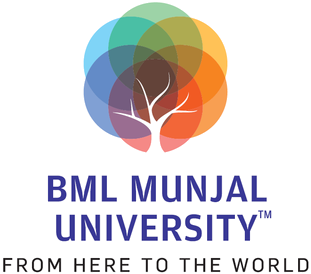 BML MUNJAL
UNIVERSITY™
FROM HERE TO THE WORLD